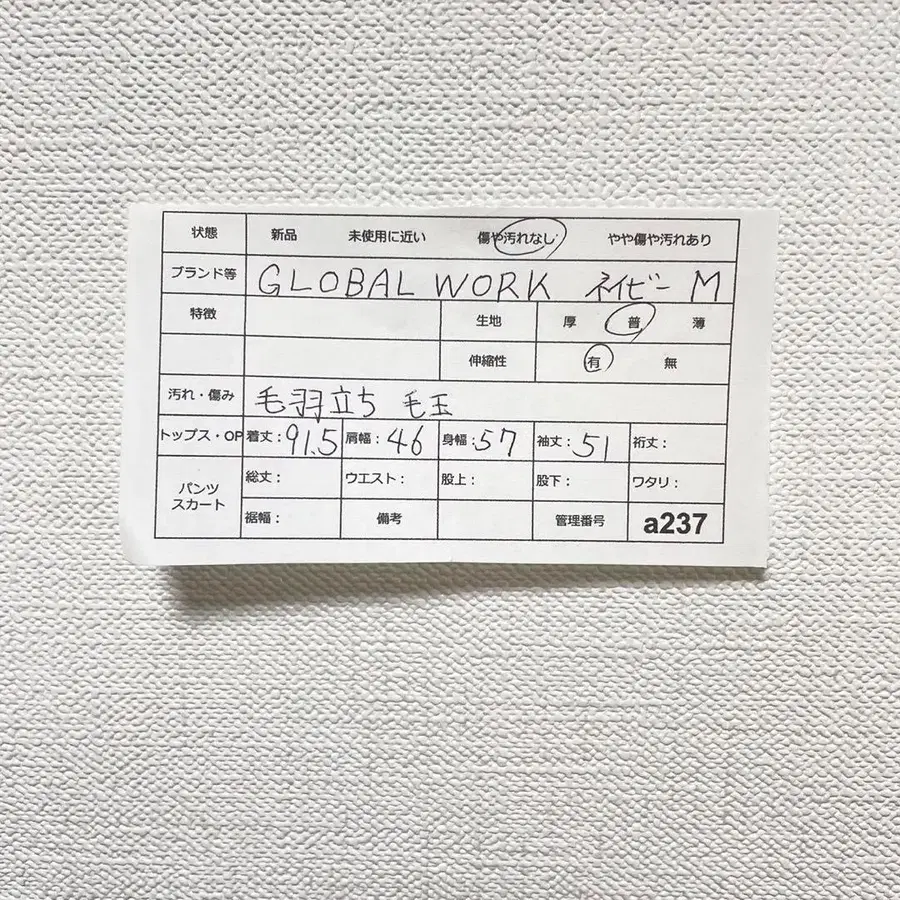 状態 新品 未使用に近い 傷や汚れなし やや傷や汚れあり
ブランド等 GLOBAL WORK ネイビー M
特徴 生地 厚 普 薄
伸縮性 有 無
汚れ・傷み 毛羽立ち 毛玉
トップス・OP 着丈: 91.5 肩幅: 46 身幅: 57 袖丈: 51 裄丈:
パンツ スカート 総丈: ウエスト: 股上: 股下: ワタリ:
裾幅: 備考 管理番号 a237